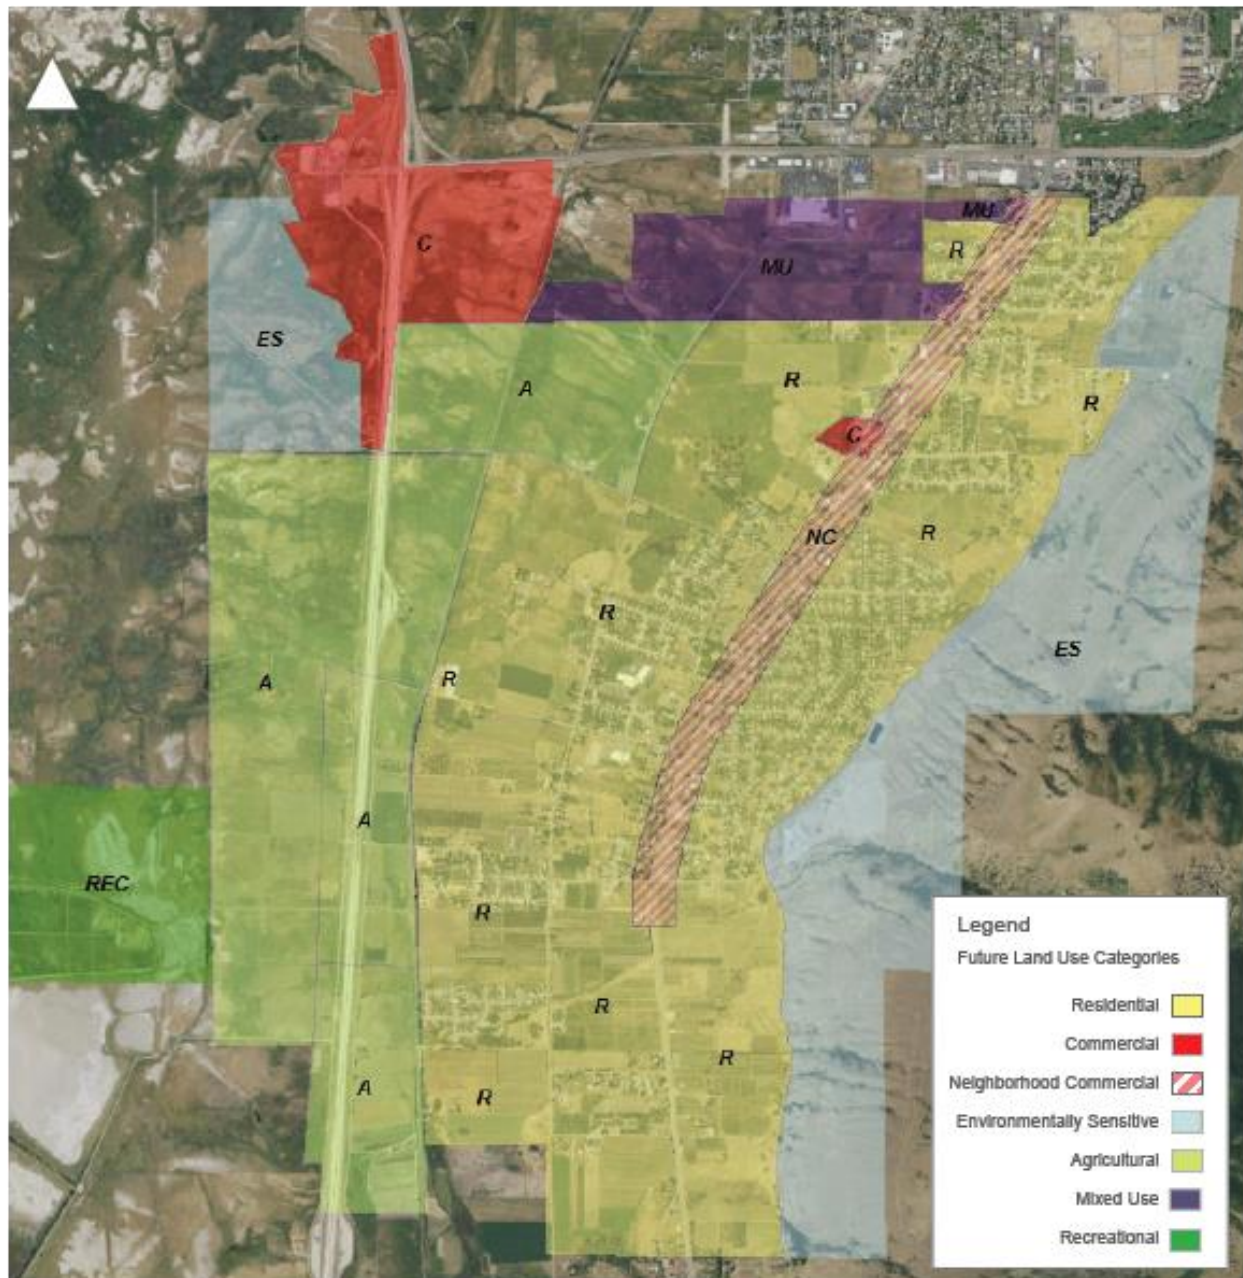 MU
C
R
MU
ES
A
R
R
C
R
NC
R
ES
R
A
A
REC
R
R
R
A
R
Legend
Future Land Use Categories
Residential
Commercial
Neighborhood Commercial
Environmentally Sensitive
Agricultural
Mixed Use
Recreational